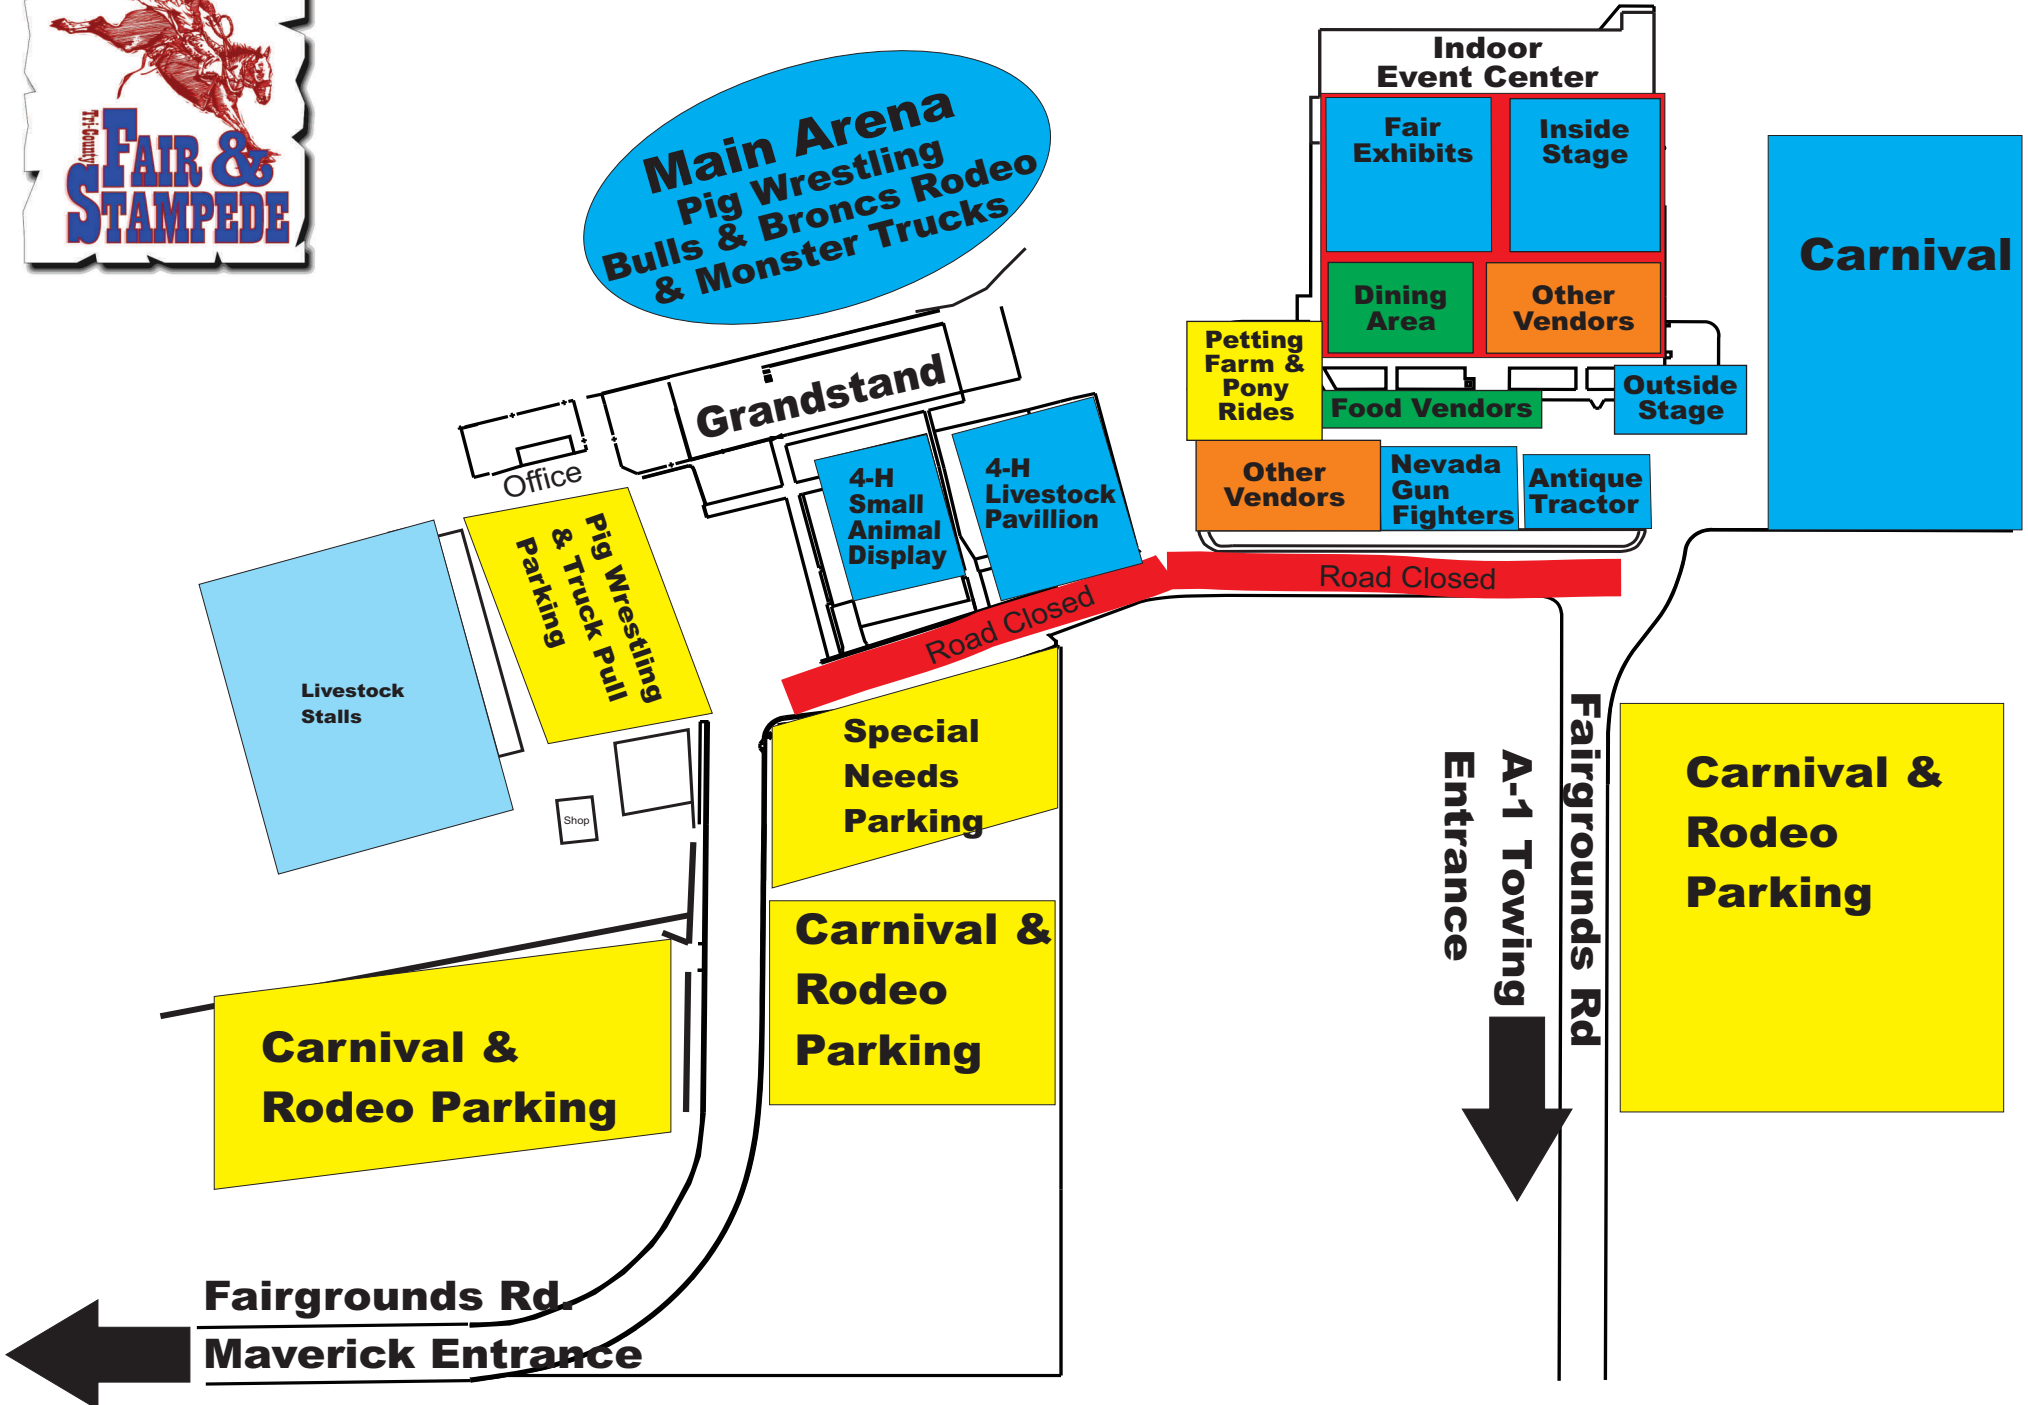 Tri-County
FAIR &
STAMPEDE
Main Arena
Pig Wrestling
Bulls & Broncs Rodeo
& Monster Trucks
Indoor
Event Center
Fair
Exhibits
Inside
Stage
Carnival
Dining
Area
Other
Vendors
Petting
Farm &
Pony
Rides
Food Vendors
Outside
Stage
Grandstand
Office
Other
Vendors
Nevada
Gun
Fighters
Antique
Tractor
4-H
Small
Animal
Display
4-H
Livestock
Pavillion
Road Closed
Road Closed
Pig Wrestling
& Truck Pull
Parking
Livestock
Stalls
Shop
Special
Needs
Parking
Carnival &
Rodeo
Parking
Carnival &
Rodeo Parking
Fairgrounds Rd
A-1 Towing
Entrance
Carnival &
Rodeo
Parking
Fairgrounds Rd.
Maverick Entrance